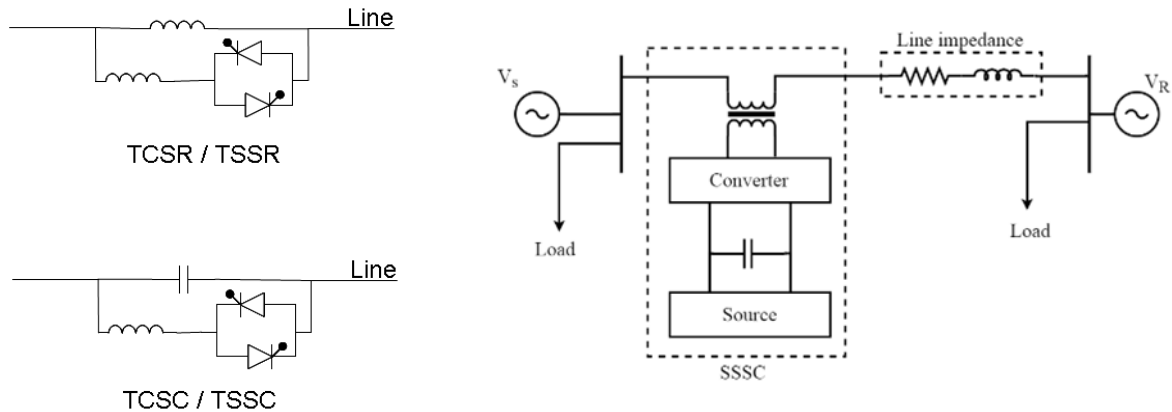 Line
TCSR / TSSR
Line
TCSC / TSSC
Line impedance
Vs
VR
Converter
Load
Load
Source
SSSC